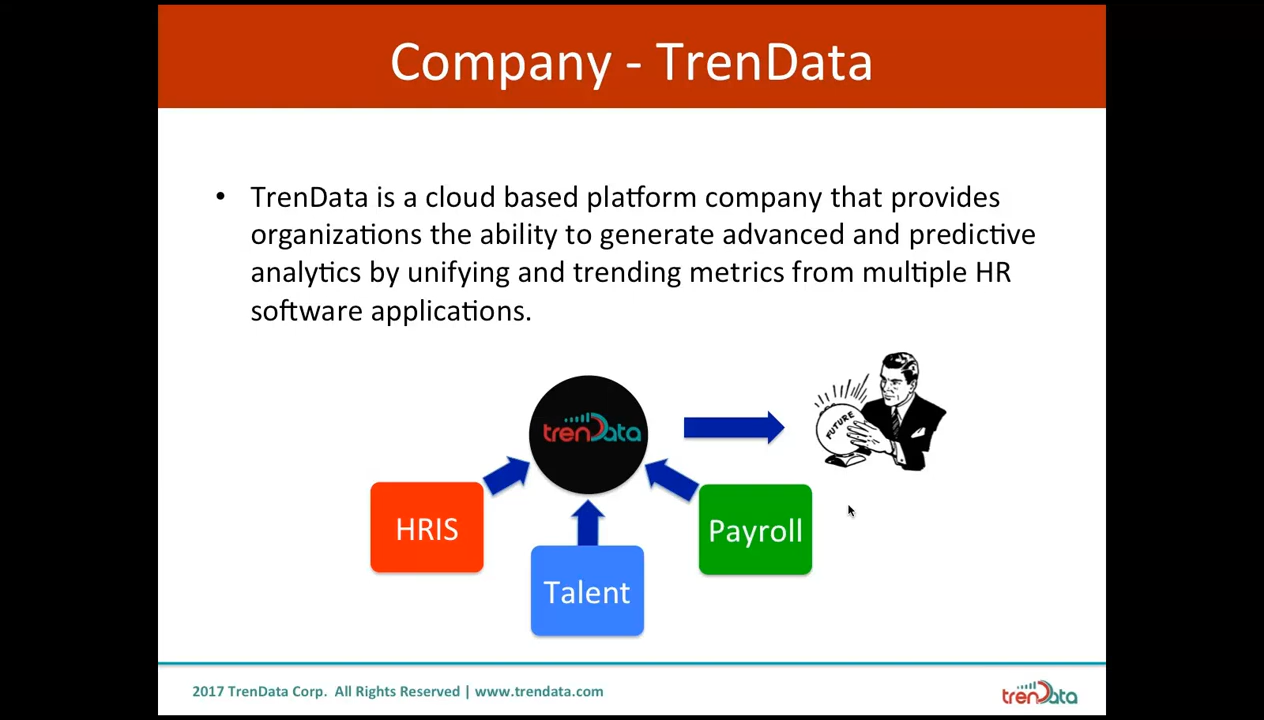 Company - TrenData
• TrenData is a cloud based platform company that provides
organizations the ability to generate advanced and predictive
analytics by unifying and trending metrics from multiple HR
software applications.
trenData
FUTURE
HRIS
Payroll
Talent
2017 TrenData Corp. All Rights Reserved | www.trendata.com
trenData